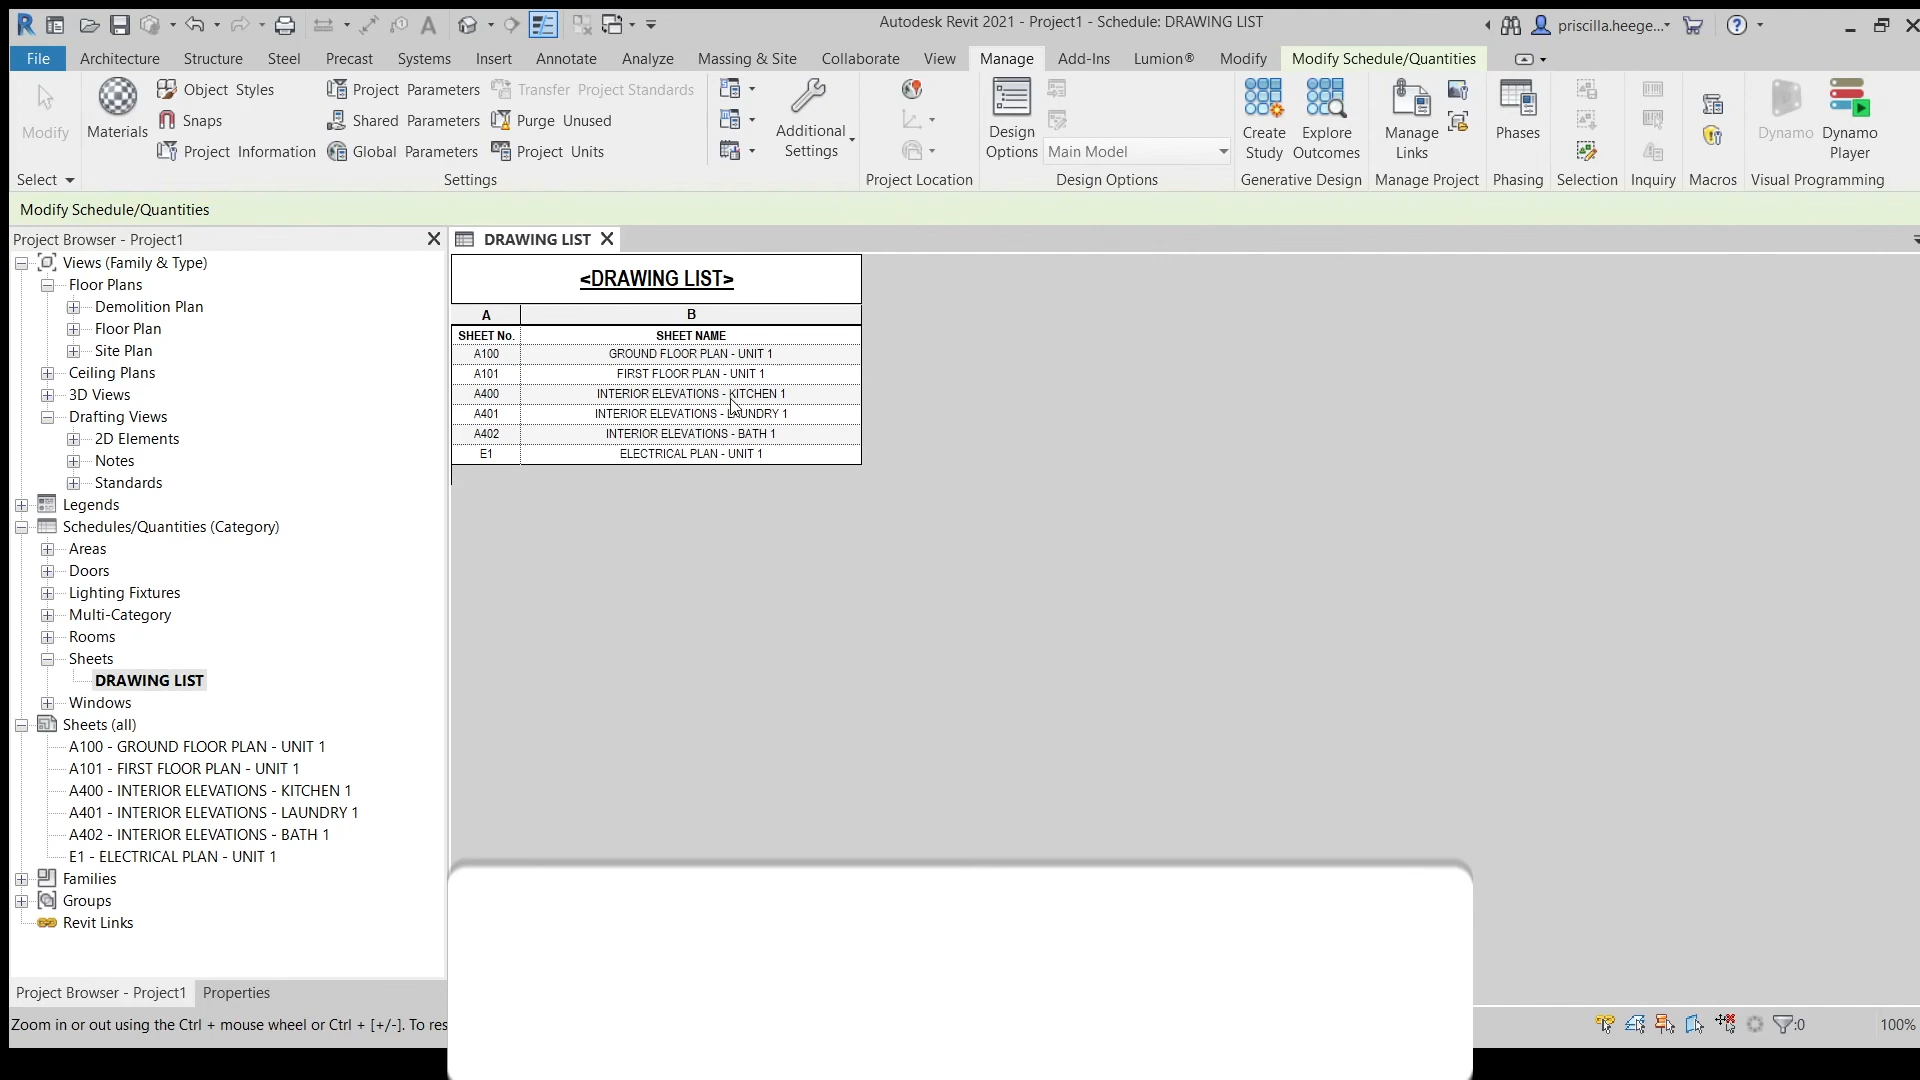 Autodesk Revit 2021 - Project1 - Schedule: DRAWING LIST
priscilla.heege...
File Architecture Structure Steel Precast Systems Insert Annotate Analyze Massing & Site Collaborate View Manage Add-Ins Lumion® Modify Modify Schedule/Quantities
Modify
Materials
Object Styles
Snaps
Project Information
Project Parameters
Shared Parameters
Global Parameters
Transfer Project Standards
Purge Unused
Project Units
Additional
Settings
Design
Options
Main Model
Create
Study
Explore
Outcomes
Manage
Links
Phases
Dynamo
Dynamo
Player
Select Settings Project Location Design Options Generative Design Manage Project Phasing Selection Inquiry Macros Visual Programming
Modify Schedule/Quantities
Project Browser - Project1
Views (Family & Type)
Floor Plans
Demolition Plan
Floor Plan
Site Plan
Ceiling Plans
3D Views
Drafting Views
2D Elements
Notes
Standards
Legends
Schedules/Quantities (Category)
Areas
Doors
Lighting Fixtures
Multi-Category
Rooms
Sheets
DRAWING LIST
Windows
Sheets (all)
A100 - GROUND FLOOR PLAN - UNIT 1
A101 - FIRST FLOOR PLAN - UNIT 1
A400 - INTERIOR ELEVATIONS - KITCHEN 1
A401 - INTERIOR ELEVATIONS - LAUNDRY 1
A402 - INTERIOR ELEVATIONS - BATH 1
E1 - ELECTRICAL PLAN - UNIT 1
Families
Groups
Revit Links
DRAWING LIST
<DRAWING LIST>
A B
SHEET No. SHEET NAME
A100 GROUND FLOOR PLAN - UNIT 1
A101 FIRST FLOOR PLAN - UNIT 1
A400 INTERIOR ELEVATIONS - KITCHEN 1
A401 INTERIOR ELEVATIONS - LAUNDRY 1
A402 INTERIOR ELEVATIONS - BATH 1
E1 ELECTRICAL PLAN - UNIT 1
Project Browser - Project1 Properties
Zoom in or out using the Ctrl + mouse wheel or Ctrl + [+/-]. To res
:0
100%